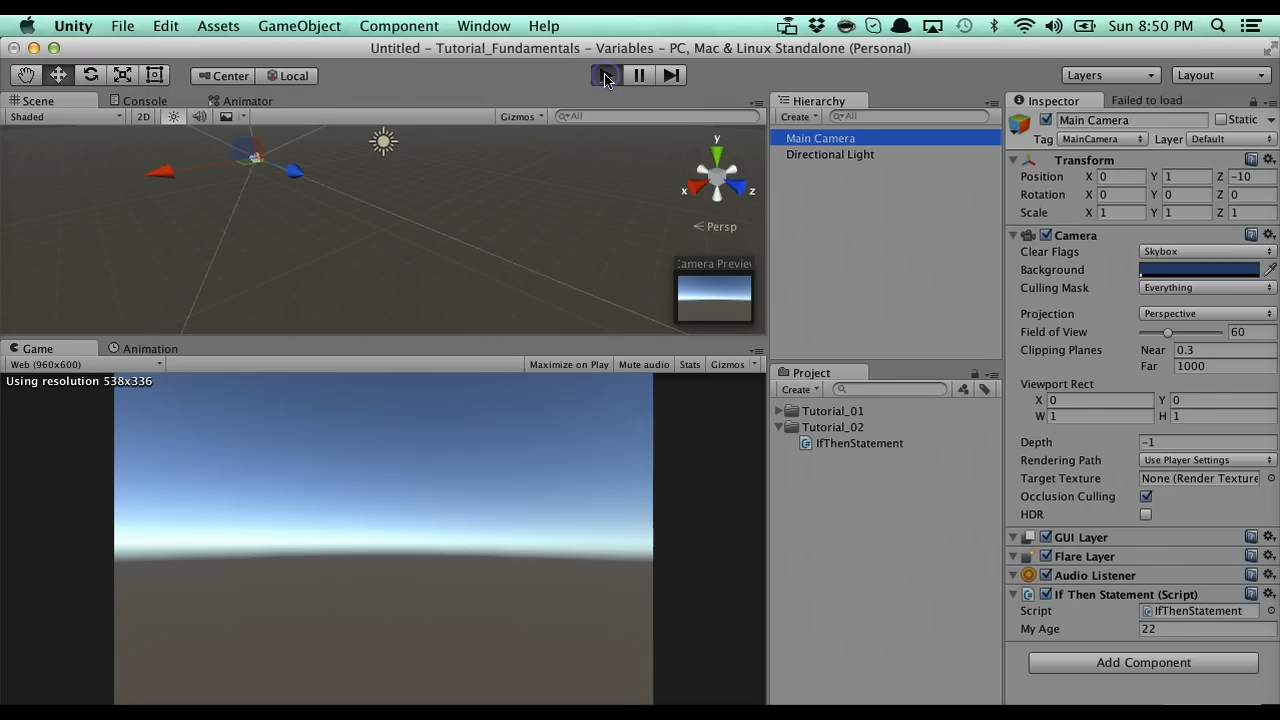 Unity File Edit Assets GameObject Component Window Help Sun 8:50 PM
Untitled - Tutorial_Fundamentals - Variables - PC, Mac & Linux Standalone (Personal)
Center Local Layers Layout
Scene Console Animator
Shaded 2D Gizmos All
y
x z
Persp
Camera Preview
Game Animation
Web (960x600) Maximize on Play Mute audio Stats Gizmos
Using resolution 538x336
Hierarchy
Create All
Main Camera
Directional Light
Project
Create
Tutorial_01
Tutorial_02
IfThenStatement
Inspector Failed to load
Main Camera Static
Tag MainCamera Layer Default
Transform
Position X 0 Y 1 Z -10
Rotation X 0 Y 0 Z 0
Scale X 1 Y 1 Z 1
Camera
Clear Flags Skybox
Background
Culling Mask Everything
Projection Perspective
Field of View 60
Clipping Planes Near 0.3
Far 1000
Viewport Rect
X 0 Y 0
W 1 H 1
Depth -1
Rendering Path Use Player Settings
Target Texture None (Render Texture
Occlusion Culling
HDR
GUI Layer
Flare Layer
Audio Listener
If Then Statement (Script)
Script IfThenStatement
My Age 22
Add Component